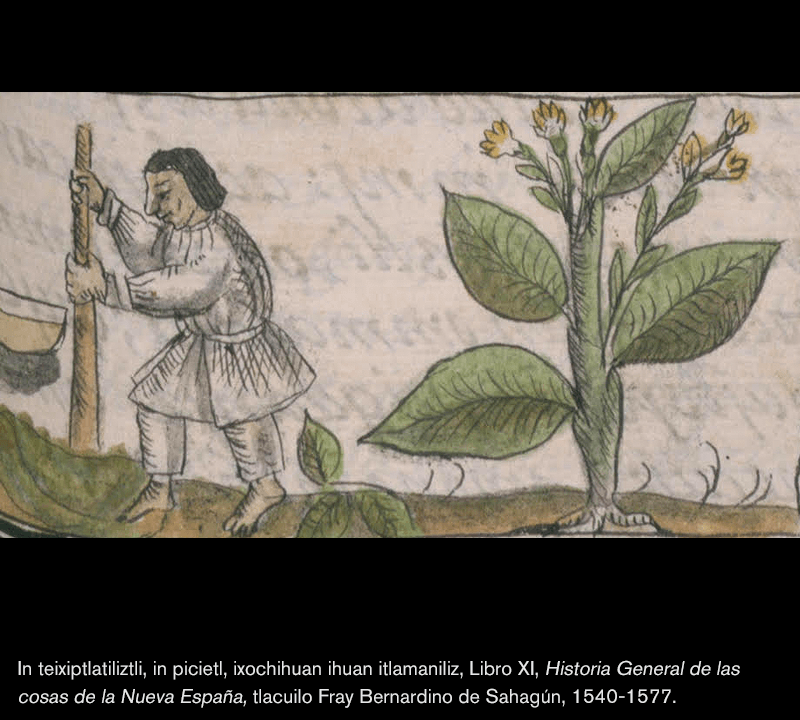 In teixiptlatiliztli, in picietl, ixochihuan ihuan itlamaniliz, Libro XI, Historia General de las
cosas de la Nueva España, tlacuilo Fray Bernardino de Sahagún, 1540-1577.